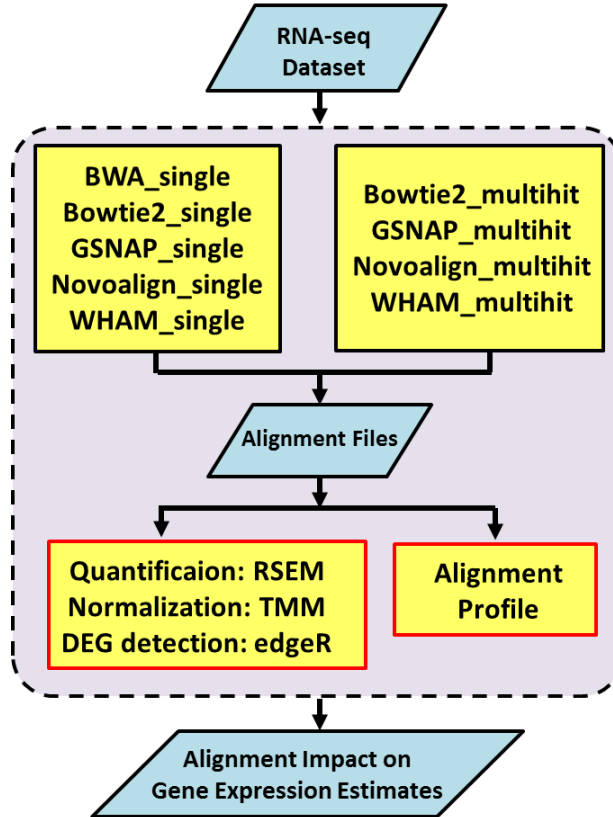 RNA-seq
Dataset
BWA_single
Bowtie2_single
GSNAP_single
Novoalign_single
WHAM_single
Bowtie2_multihit
GSNAP_multihit
Novoalign_multihit
WHAM_multihit
Alignment Files
Quantificaion: RSEM
Normalization: TMM
DEG detection: edgeR
Alignment
Profile
Alignment Impact on
Gene Expression Estimates